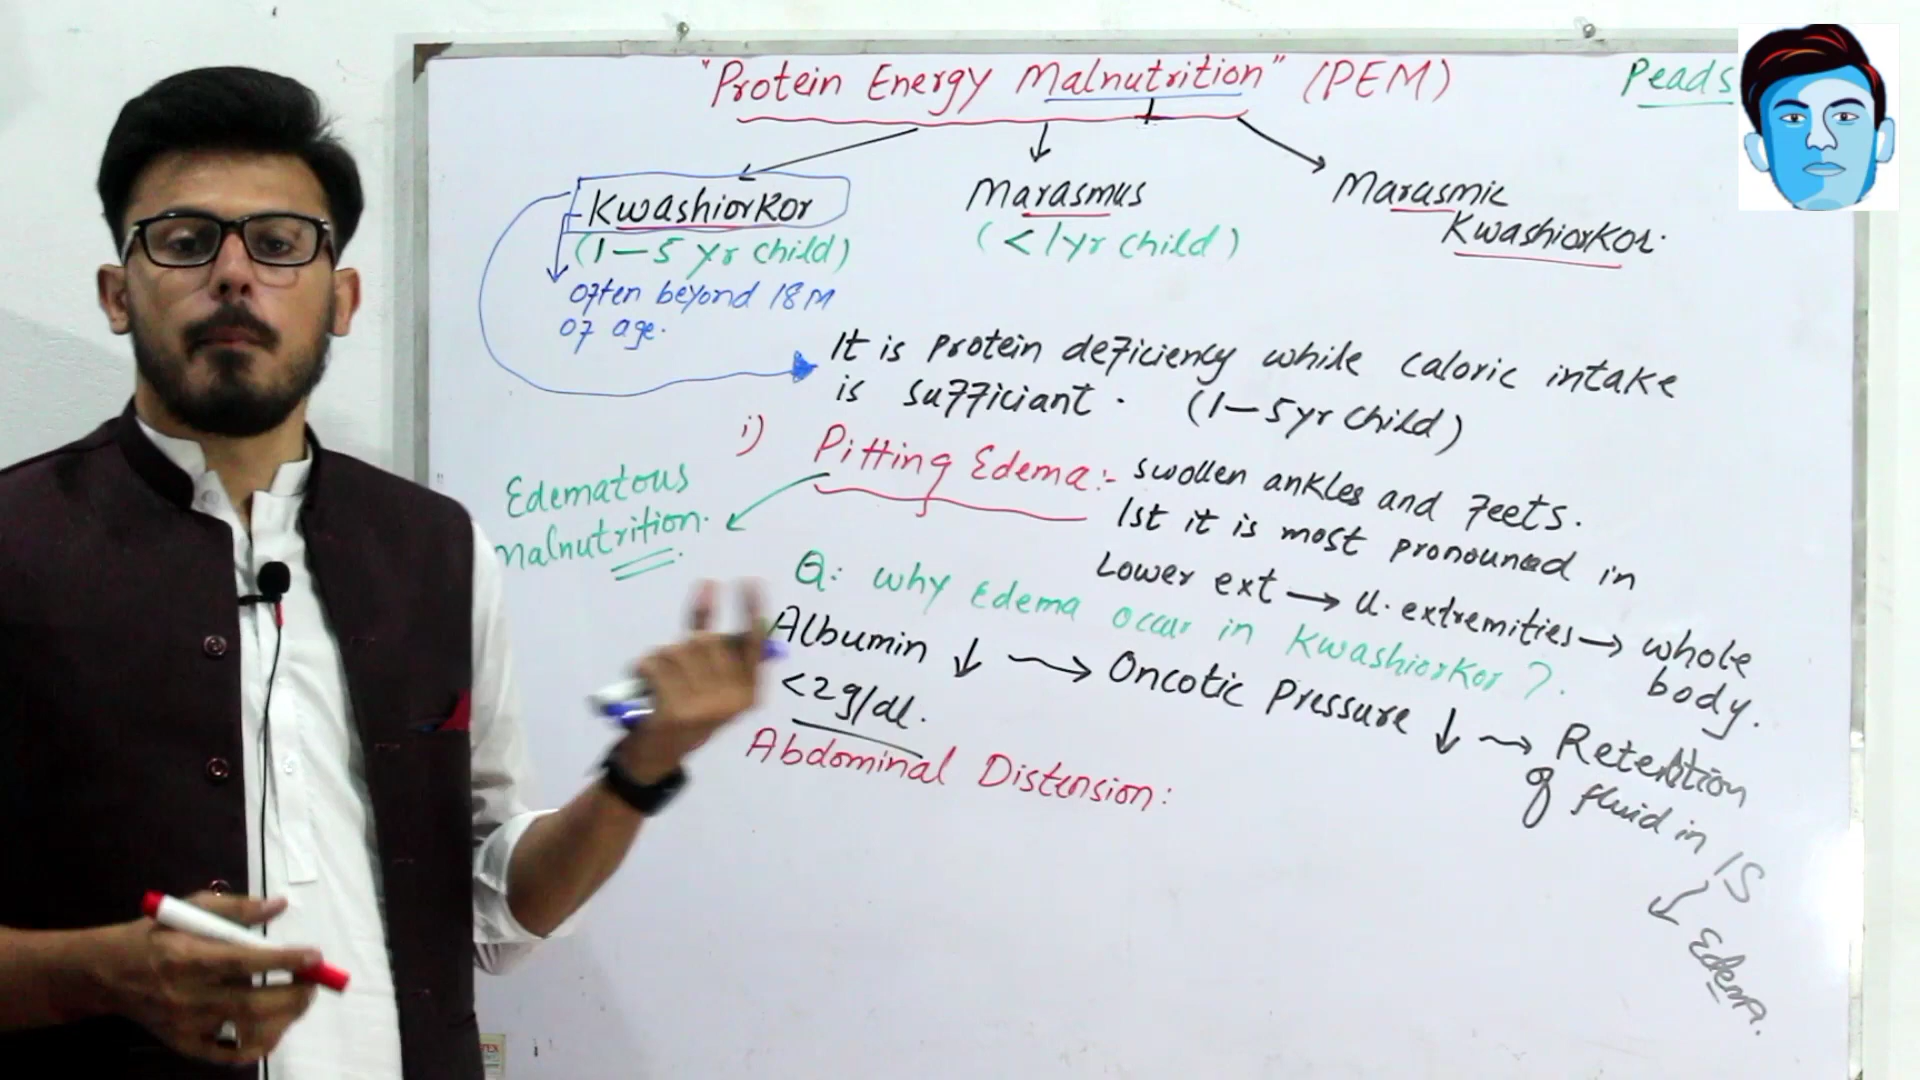 "Protein Energy Malnutrition" (PEM)
Peads
Kwashiorkor
(1-5 yr child)
often beyond 18M
of age.
Marasmus
(<1yr child)
Marasmic
Kwashiorkor.
It is protein deficiency while caloric intake
is sufficiant. (1-5yr child)
i) Pitting Edema:- swollen ankles and feets.
1st it is most pronouned in
Lower ext → U. extremities → whole
body.
Edematous
Malnutrition.
Q: why Edema occur in Kwashiorkor?
Albumin ↓ → Oncotic Pressure ↓ → Retention
<2g/dl.
of fluid in IS
↓
Edema.
Abdominal Distension: